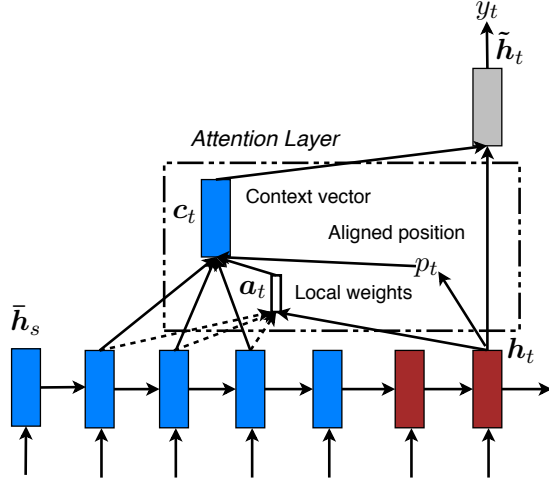 y_t
h̃_t
Attention Layer
c_t
Context vector
Aligned position
p_t
a_t
Local weights
h̄_s
h_t